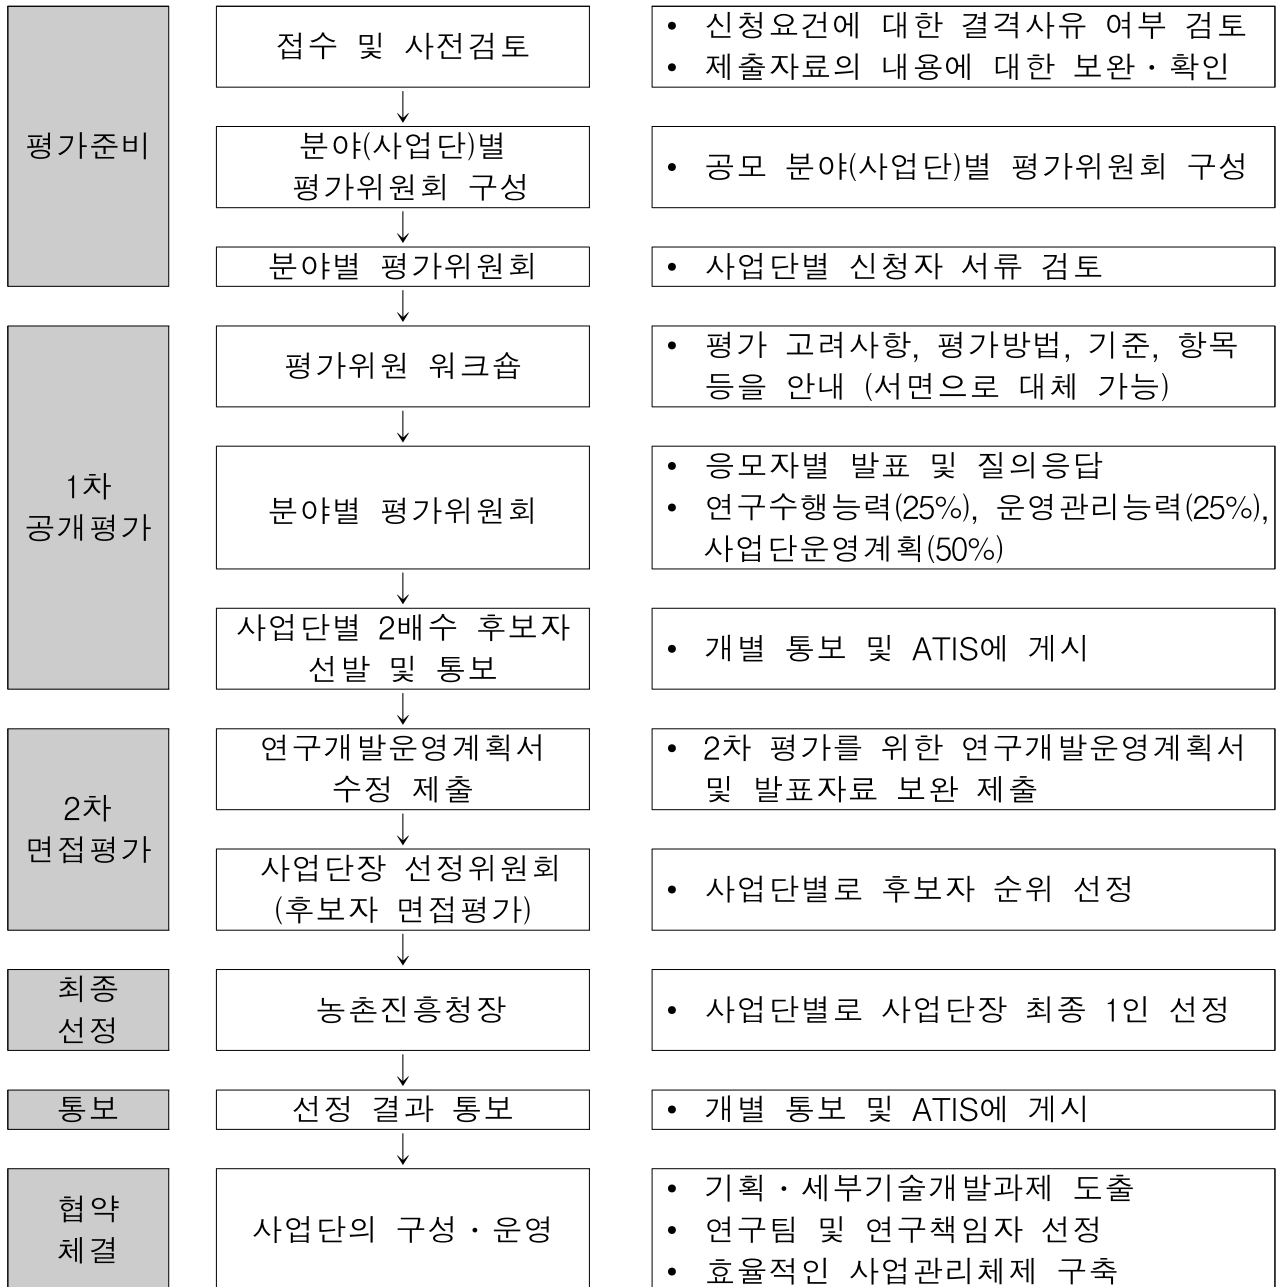 평가준비
접수 및 사전검토
• 신청요건에 대한 결격사유 여부 검토
• 제출자료의 내용에 대한 보완·확인
분야(사업단)별
평가위원회 구성
• 공모 분야(사업단)별 평가위원회 구성
분야별 평가위원회
• 사업단별 신청자 서류 검토
1차
공개평가
평가위원 워크숍
• 평가 고려사항, 평가방법, 기준, 항목
등을 안내 (서면으로 대체 가능)
분야별 평가위원회
• 응모자별 발표 및 질의응답
• 연구수행능력(25%), 운영관리능력(25%),
사업단운영계획(50%)
사업단별 2배수 후보자
선발 및 통보
• 개별 통보 및 ATIS에 게시
2차
면접평가
연구개발운영계획서
수정 제출
• 2차 평가를 위한 연구개발운영계획서
및 발표자료 보완 제출
사업단장 선정위원회
(후보자 면접평가)
• 사업단별로 후보자 순위 선정
최종
선정
농촌진흥청장
• 사업단별로 사업단장 최종 1인 선정
통보
선정 결과 통보
• 개별 통보 및 ATIS에 게시
협약
체결
사업단의 구성·운영
• 기획·세부기술개발과제 도출
• 연구팀 및 연구책임자 선정
• 효율적인 사업관리체제 구축